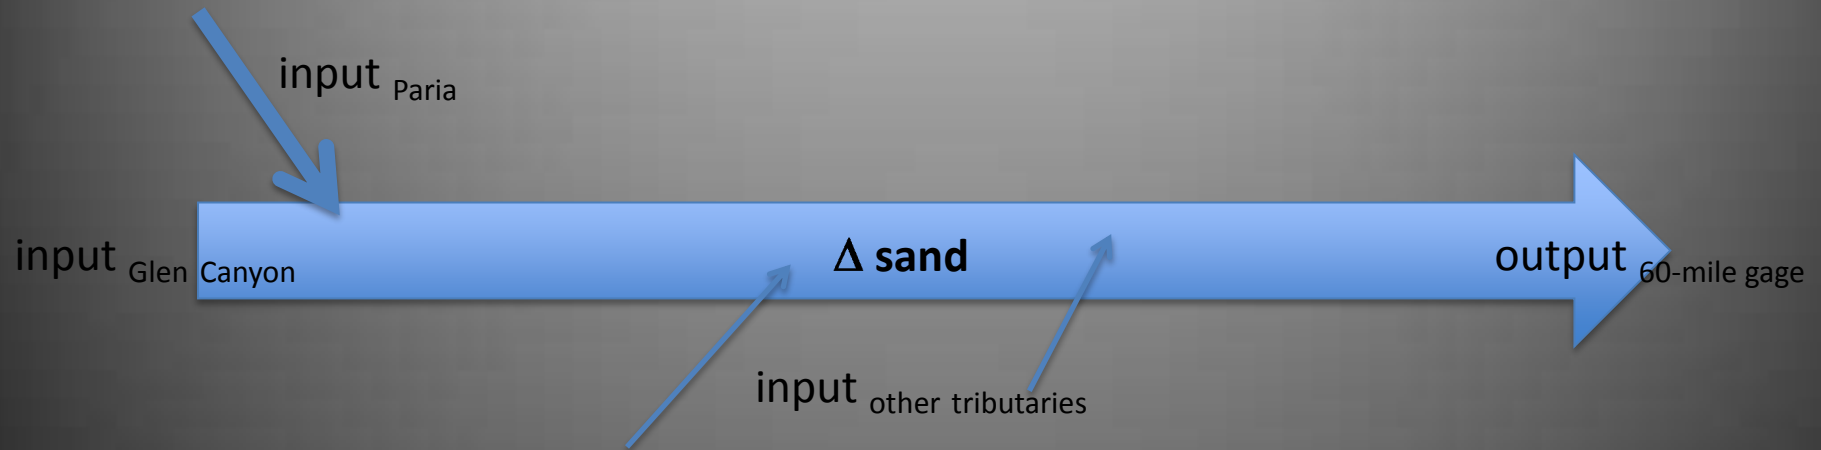 input Paria
input Glen Canyon
Δ sand
output 60-mile gage
input other tributaries